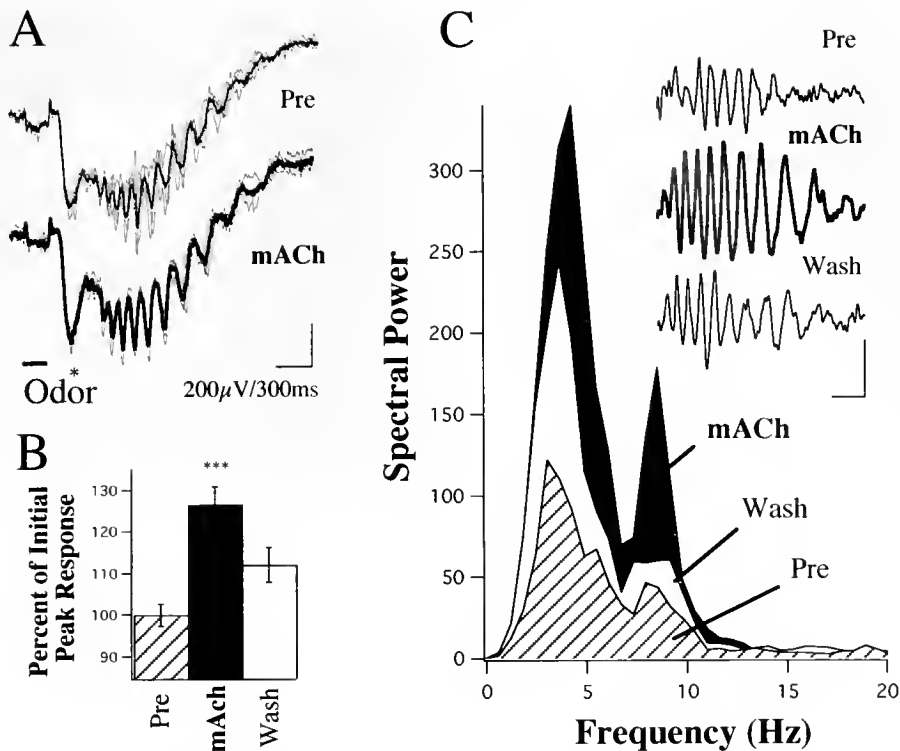 A
Pre
mACh
*
Odor
200μV/300ms
B
Percent of Initial
Peak Response
130
120
110
100
90
***
Pre
mAch
Wash
C
Pre
mACh
Wash
Spectral Power
300
250
200
150
100
50
0
mACh
Wash
Pre
0
5
10
15
20
Frequency (Hz)